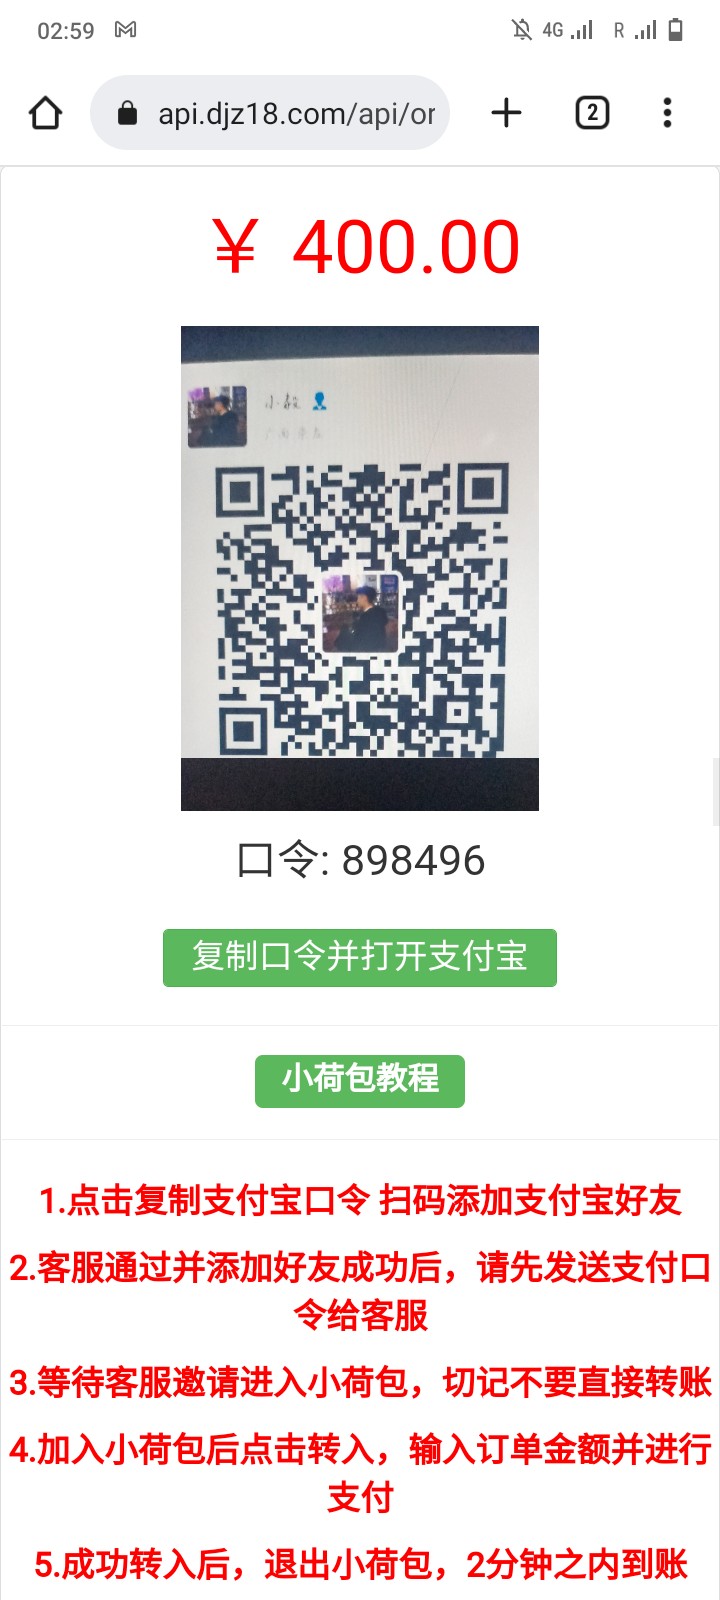 02:59
4G
R
api.djz18.com/api/or
2
¥ 400.00
口令: 898496
复制口令并打开支付宝
小荷包教程
1.点击复制支付宝口令 扫码添加支付宝好友
2.客服通过并添加好友成功后，请先发送支付口
令给客服
3.等待客服邀请进入小荷包，切记不要直接转账
4.加入小荷包后点击转入，输入订单金额并进行
支付
5.成功转入后，退出小荷包，2分钟之内到账